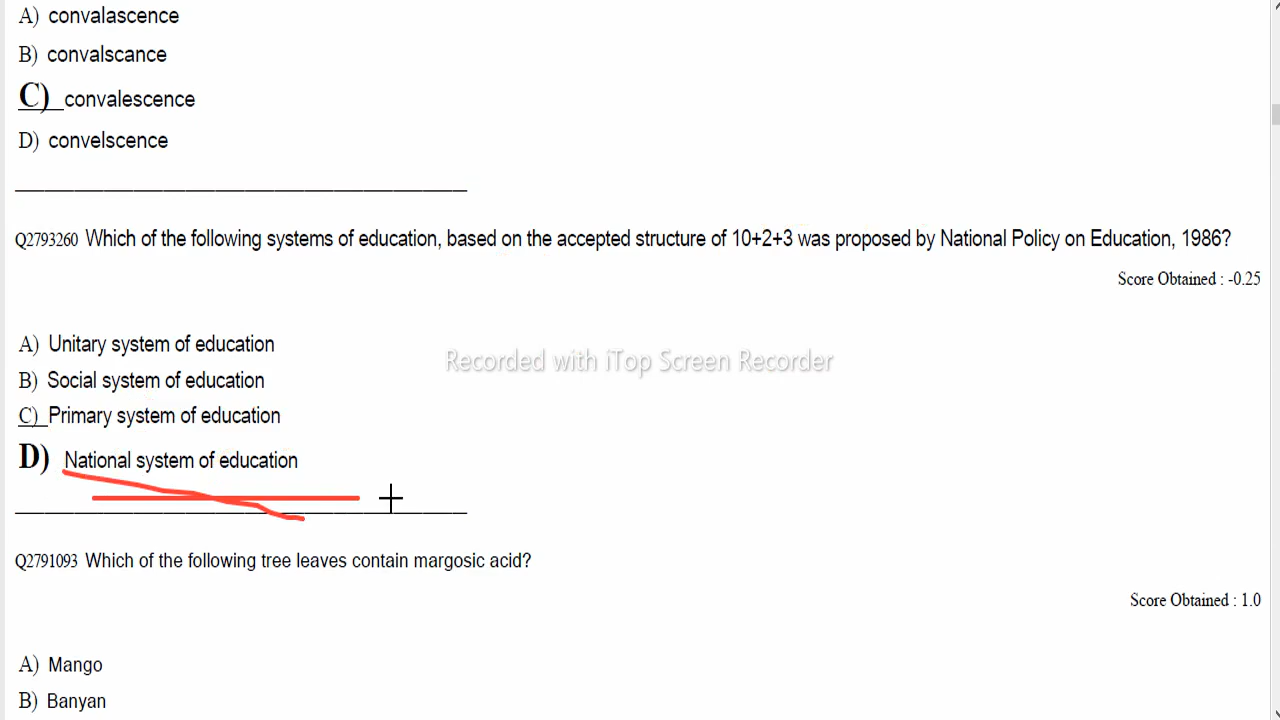 A) convalascence
B) convalscance
C) convalescence
D) convelscence
Q2793260 Which of the following systems of education, based on the accepted structure of 10+2+3 was proposed by National Policy on Education, 1986?
Score Obtained : -0.25
A) Unitary system of education
Recorded with iTop Screen Recorder
B) Social system of education
C) Primary system of education
D) National system of education
Q2791093 Which of the following tree leaves contain margosic acid?
Score Obtained : 1.0
A) Mango
B) Banyan